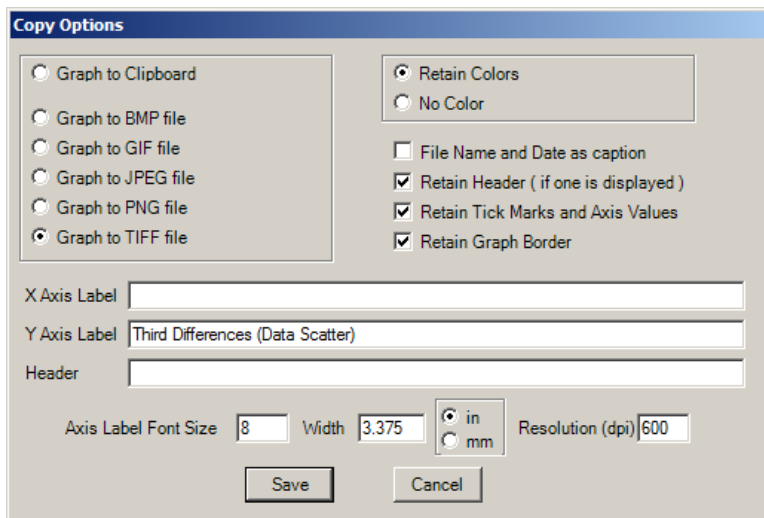 Copy Options
Graph to Clipboard
Graph to BMP file
Graph to GIF file
Graph to JPEG file
Graph to PNG file
Graph to TIFF file
Retain Colors
No Color
File Name and Date as caption
Retain Header ( if one is displayed )
Retain Tick Marks and Axis Values
Retain Graph Border
X Axis Label
Y Axis Label Third Differences (Data Scatter)
Header
Axis Label Font Size 8 Width 3.375 in mm Resolution (dpi) 600
Save Cancel